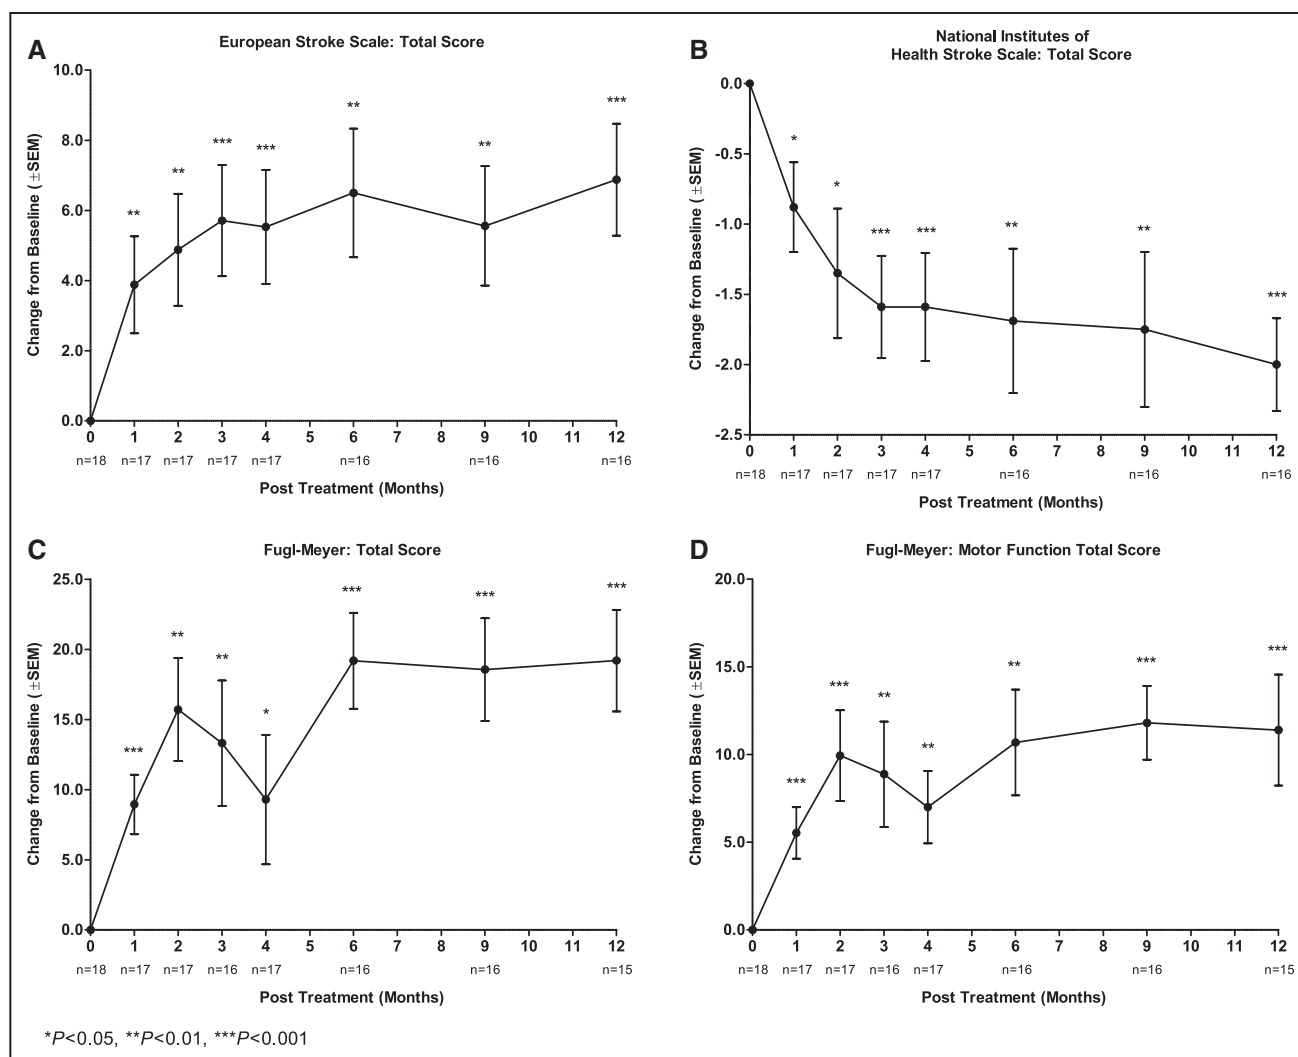 A
European Stroke Scale: Total Score
10.0
8.0
6.0
4.0
2.0
0.0
Change from Baseline (±SEM)
** ** *** *** ** ** ***
0 1 2 3 4 5 6 7 8 9 10 11 12
n=18 n=17 n=17 n=17 n=17 n=16 n=16 n=16
Post Treatment (Months)
B
National Institutes of
Health Stroke Scale: Total Score
0.0
-0.5
-1.0
-1.5
-2.0
-2.5
Change from Baseline (±SEM)
* * *** *** ** ** ***
0 1 2 3 4 5 6 7 8 9 10 11 12
n=18 n=17 n=17 n=17 n=17 n=16 n=16 n=16
Post Treatment (Months)
C
Fugl-Meyer: Total Score
25.0
20.0
15.0
10.0
5.0
0.0
Change from Baseline (±SEM)
*** ** ** * *** *** ***
0 1 2 3 4 5 6 7 8 9 10 11 12
n=18 n=17 n=17 n=16 n=17 n=16 n=16 n=15
Post Treatment (Months)
D
Fugl-Meyer: Motor Function Total Score
20.0
15.0
10.0
5.0
0.0
Change from Baseline (±SEM)
*** *** ** ** ** *** ***
0 1 2 3 4 5 6 7 8 9 10 11 12
n=18 n=17 n=17 n=16 n=17 n=16 n=16 n=15
Post Treatment (Months)
*P<0.05, **P<0.01, ***P<0.001